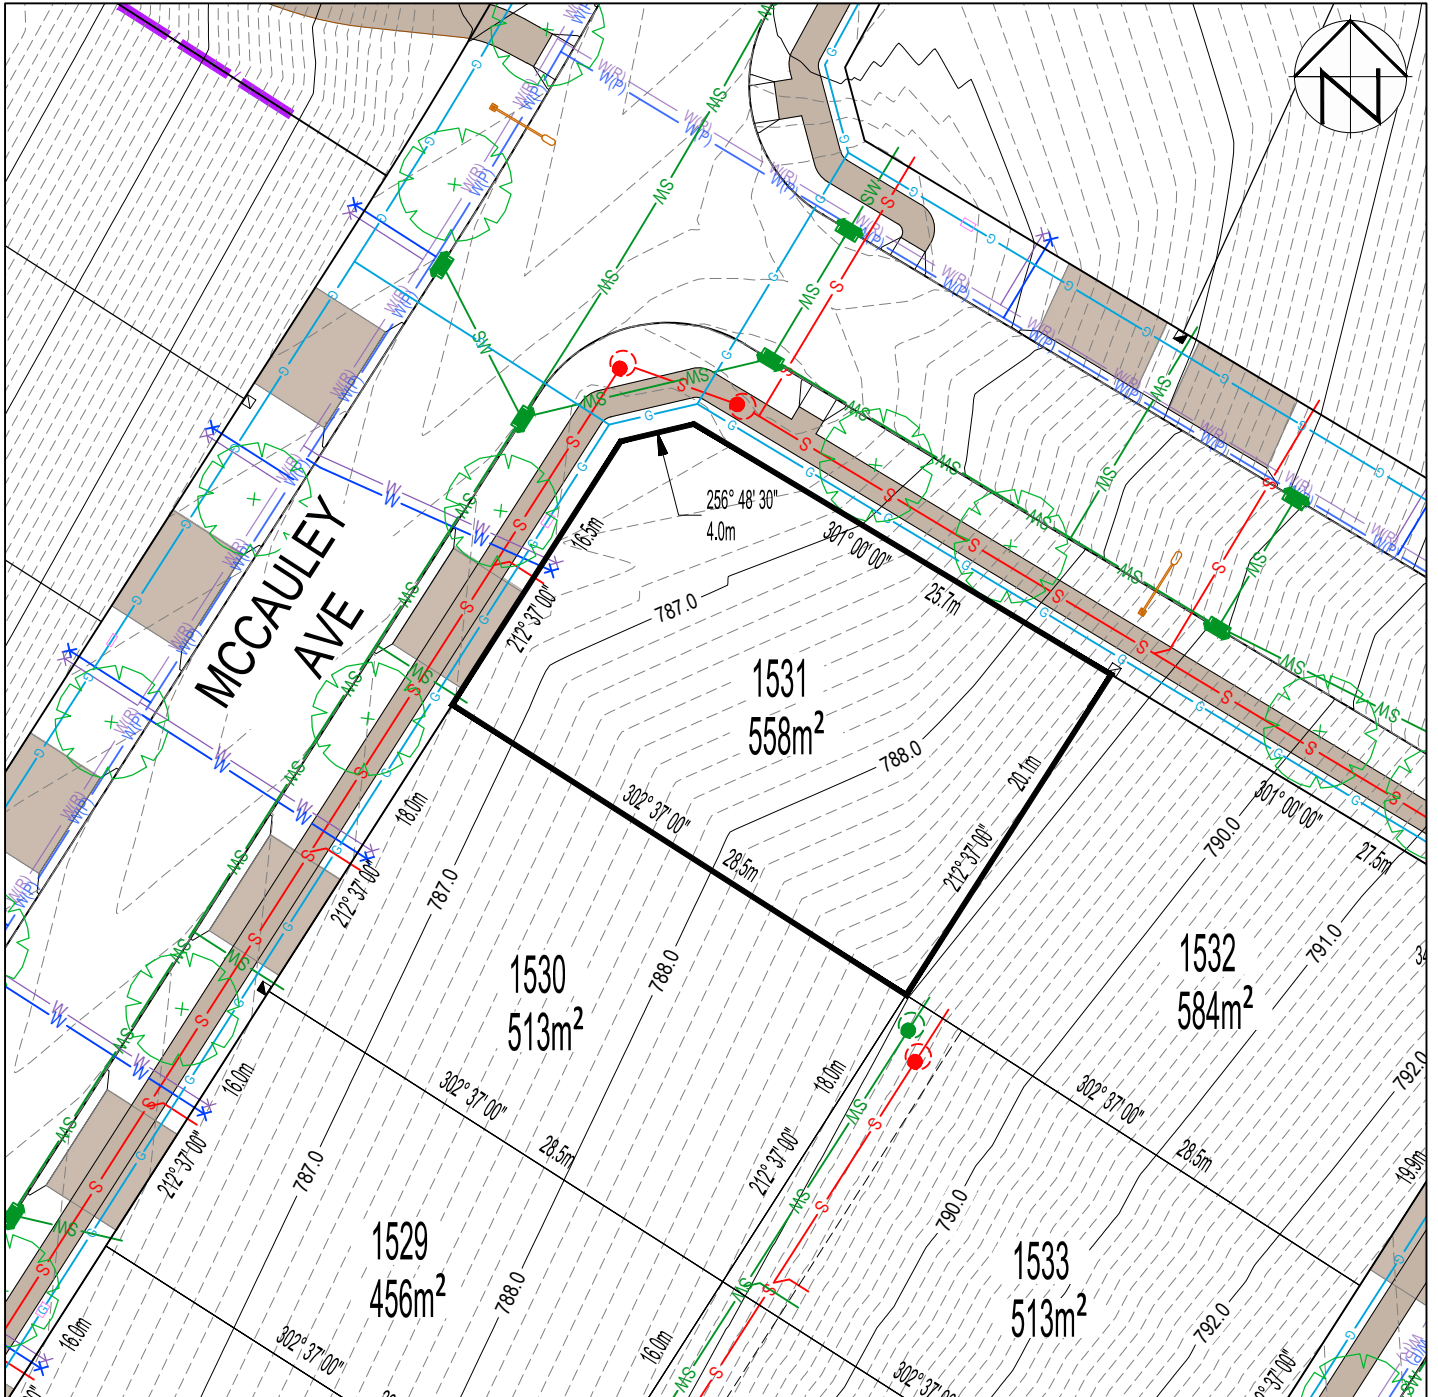 N
MCCAULEY
AVE
256° 48' 30"
4.0m
16.5m
212° 37'00"
301° 00'00"
25.7m
787.0
1531
558m²
788.0
20.1m
212° 37'00"
302° 37'00"
28.5m
301° 00'00"
27.5m
790.0
791.0
792.0
1532
584m²
18.0m
212° 37'00"
787.0
788.0
1530
513m²
302° 37'00"
28.5m
18.0m
212° 37'00"
302° 37'00"
28.5m
19.9m
16.0m
212° 37'00"
787.0
788.0
1529
456m²
790.0
792.0
1533
513m²
16.0m
302° 37'00"
16.0m
302° 37'00"
W(R)
W(P)
SW
S
G
W